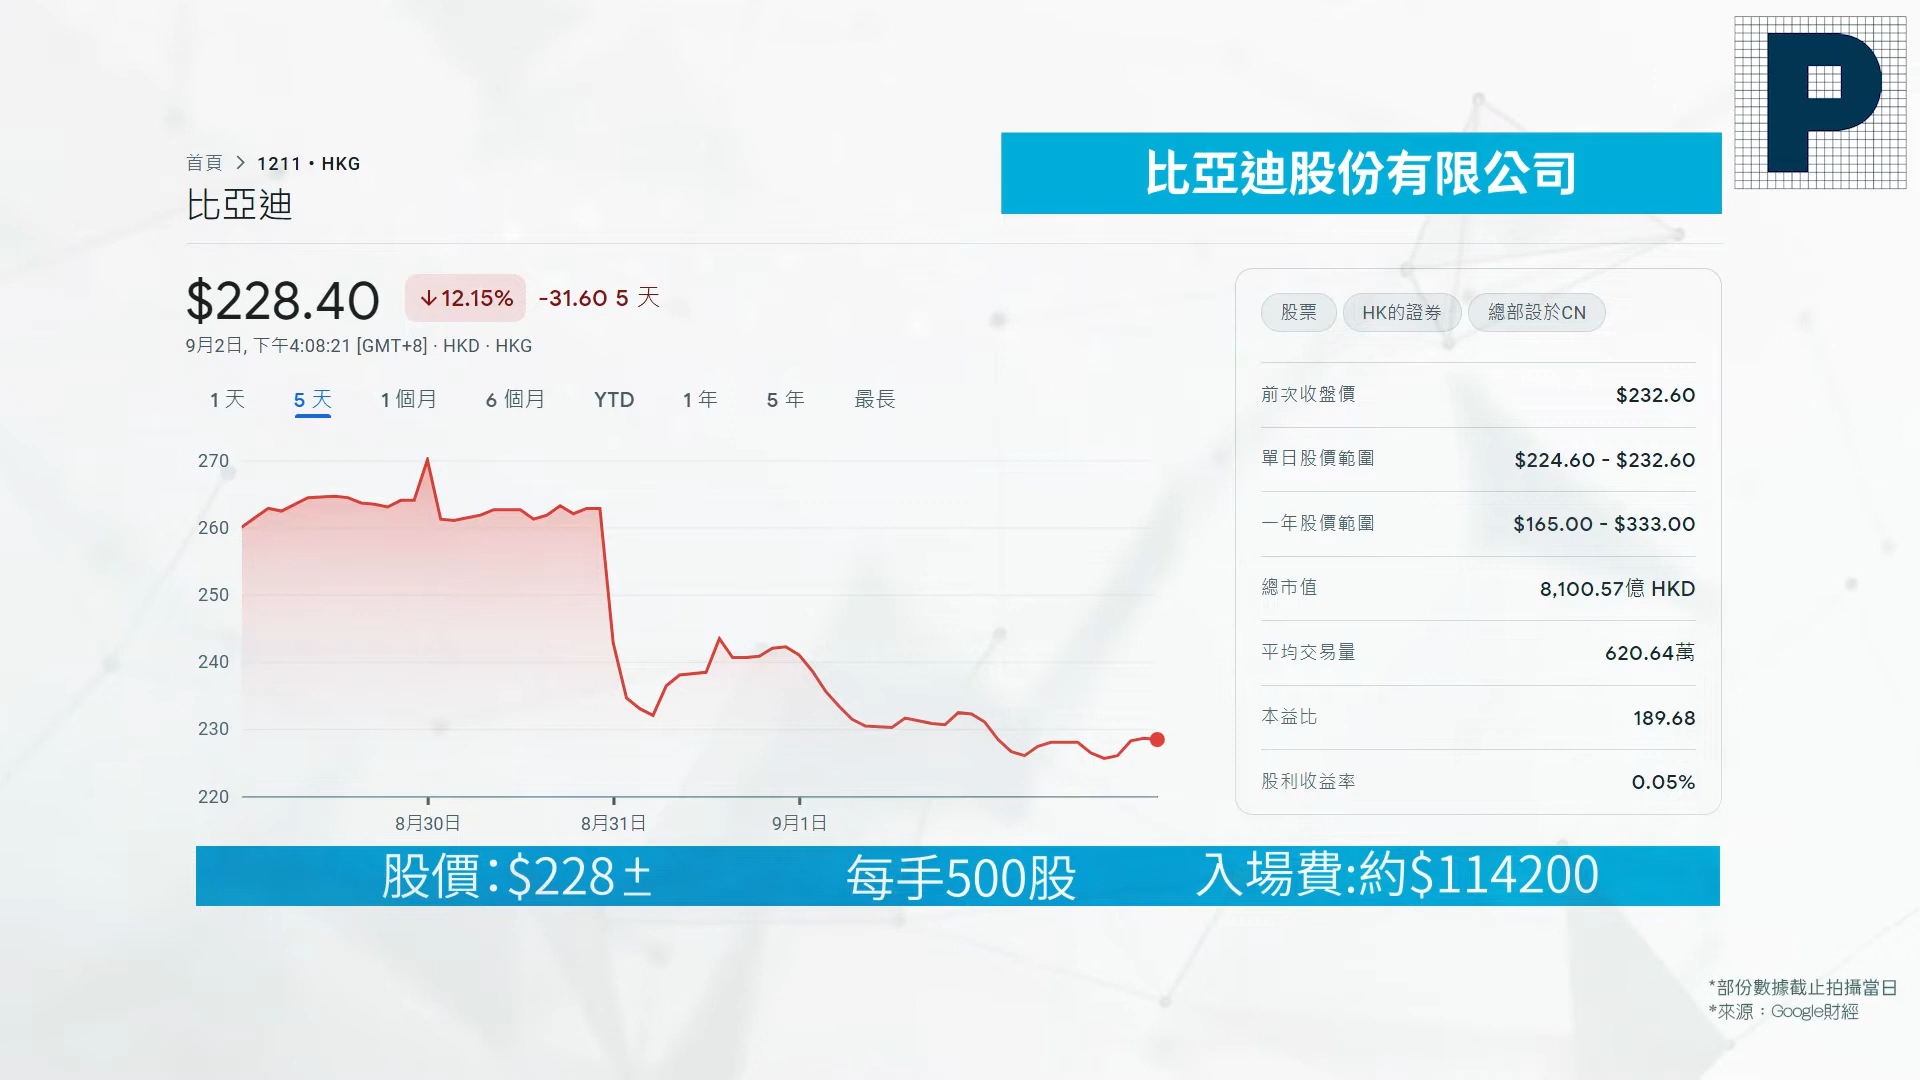 P
比亞迪股份有限公司
首頁 > 1211 • HKG
比亞迪
$228.40 ↓12.15% -31.60 5 天
9月2日, 下午4:08:21 [GMT+8] · HKD · HKG
1 天 5 天 1 個月 6 個月 YTD 1 年 5 年 最長
270
260
250
240
230
220
8月30日 8月31日 9月1日
股票 HK的證券 總部設於CN
前次收盤價 $232.60
單日股價範圍 $224.60 - $232.60
一年股價範圍 $165.00 - $333.00
總市值 8,100.57億 HKD
平均交易量 620.64萬
本益比 189.68
股利收益率 0.05%
股價:$228± 每手500股 入場費:約$114200
*部份數據截止拍攝當日
*來源：Google財經